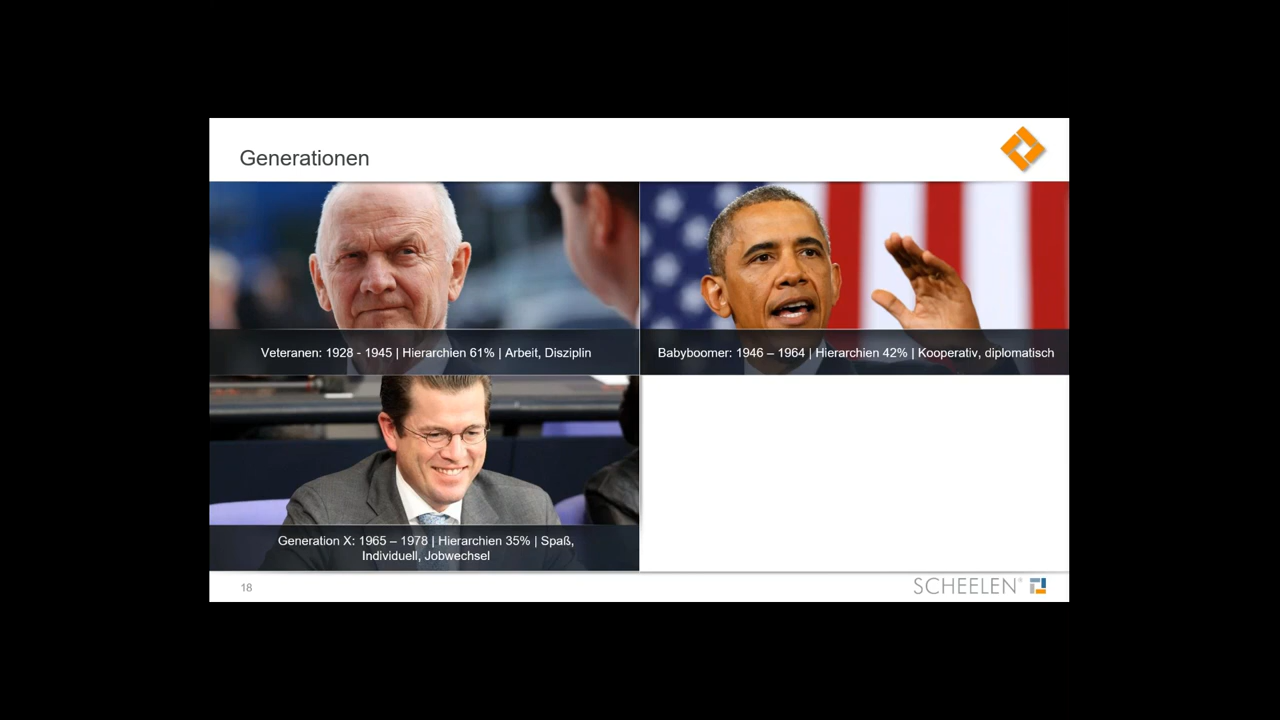 Generationen
Veteranen: 1928 - 1945 | Hierarchien 61% | Arbeit, Disziplin
Babyboomer: 1946 – 1964 | Hierarchien 42% | Kooperativ, diplomatisch
Generation X: 1965 – 1978 | Hierarchien 35% | Spaß,
Individuell, Jobwechsel
18
SCHEELEN®